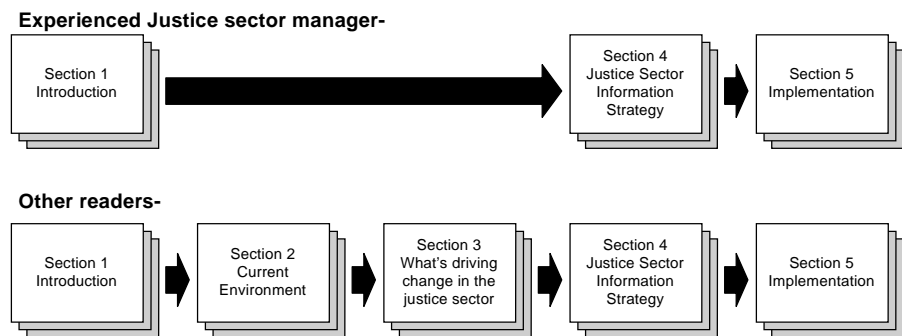 Experienced Justice sector manager-
Section 1
Introduction
Section 4
Justice Sector
Information
Strategy
Section 5
Implementation
Other readers-
Section 1
Introduction
Section 2
Current
Environment
Section 3
What's driving
change in the
justice sector
Section 4
Justice Sector
Information
Strategy
Section 5
Implementation